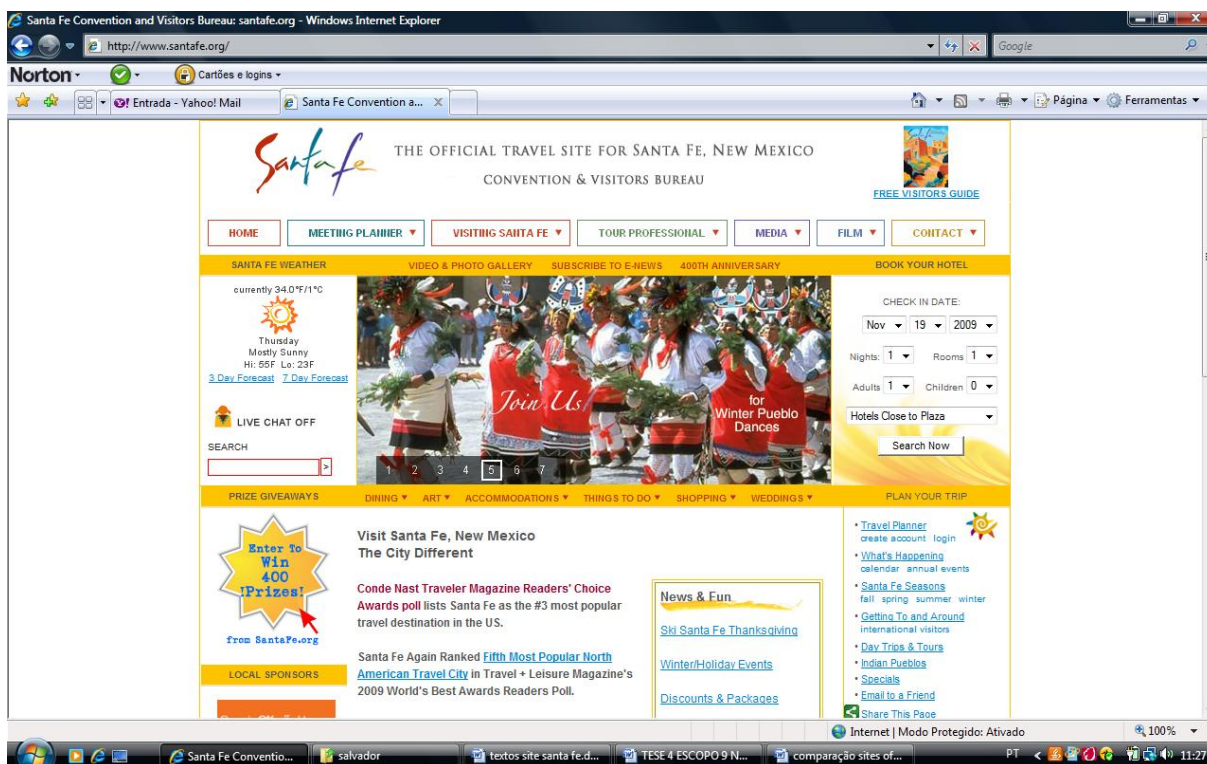 Santa Fe Convention and Visitors Bureau: santafe.org - Windows Internet Explorer
http://www.santafe.org/
Google
Norton
Cartões e logins
Entrada - Yahoo! Mail
Santa Fe Convention a...
Página
Ferramentas
Santa fe
THE OFFICIAL TRAVEL SITE FOR SANTA FE, NEW MEXICO
CONVENTION & VISITORS BUREAU
FREE VISITORS GUIDE
HOME
MEETING PLANNER
VISITING SANTA FE
TOUR PROFESSIONAL
MEDIA
FILM
CONTACT
SANTA FE WEATHER
VIDEO & PHOTO GALLERY
SUBSCRIBE TO E-NEWS
400TH ANNIVERSARY
BOOK YOUR HOTEL
currently 34.0°F/1°C
Thursday
Mostly Sunny
Hi: 55F Lo: 23F
3 Day Forecast 7 Day Forecast
LIVE CHAT OFF
SEARCH
>
Join Us!
for
Winter Pueblo
Dances
1 2 3 4 5 6 7
CHECK IN DATE:
Nov 19 2009
Nights: 1 Rooms 1
Adults 1 Children 0
Hotels Close to Plaza
Search Now
PRIZE GIVEAWAYS
DINING
ART
ACCOMMODATIONS
THINGS TO DO
SHOPPING
WEDDINGS
PLAN YOUR TRIP
Enter To
Win
400
!Prizes!
from SantaFe.org
LOCAL SPONSORS
Visit Santa Fe, New Mexico
The City Different
Conde Nast Traveler Magazine Readers' Choice
Awards poll lists Santa Fe as the #3 most popular
travel destination in the US.
Santa Fe Again Ranked Fifth Most Popular North
American Travel City in Travel + Leisure Magazine's
2009 World's Best Awards Readers Poll.
News & Fun
Ski Santa Fe Thanksgiving
Winter/Holiday Events
Discounts & Packages
• Travel Planner
create account login
• What's Happening
calendar annual events
• Santa Fe Seasons
fall spring summer winter
• Getting To and Around
international visitors
• Day Trips & Tours
• Indian Pueblos
• Specials
• Email to a Friend
Share This Page
Internet | Modo Protegido: Ativado
100%
Santa Fe Conventio...
salvador
textos site santa fe.d...
TESE 4 ESCOPO 9 N...
comparação sites of...
PT
11:27